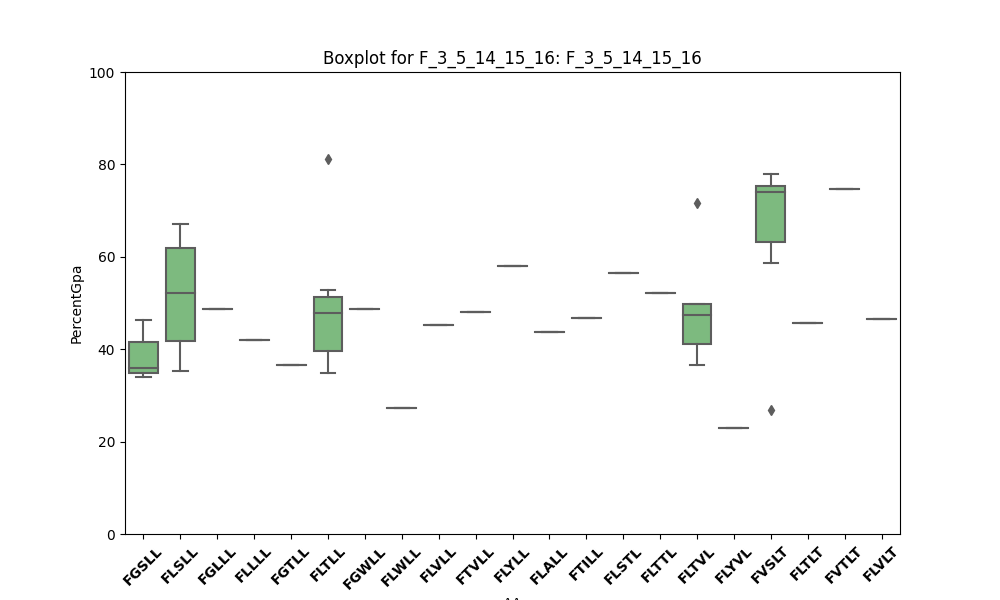 Boxplot for F_3_5_14_15_16: F_3_5_14_15_16
100
80
60
40
20
0
PercentGpa
FGSLL
FLSLL
FGLLL
FLLLL
FGTLL
FLTLL
FGWLL
FLWLL
FLVLL
FTVLL
FLYLL
FLALL
FTILL
FLSTL
FLTTL
FLTVL
FLYVL
FVSLT
FLTLT
FVTLT
FLVLT